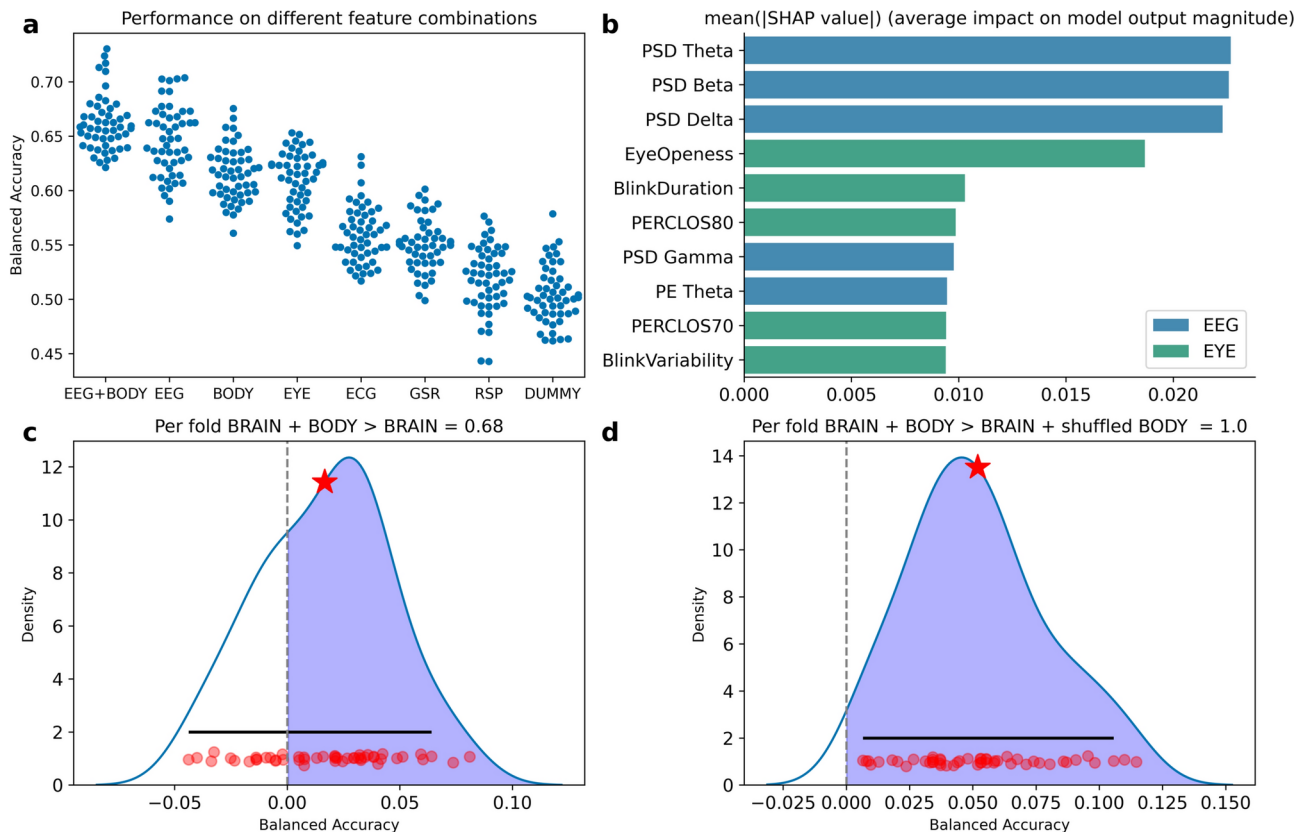 a
Performance on different feature combinations
Balanced Accuracy
0.70
0.65
0.60
0.55
0.50
0.45
EEG+BODY EEG BODY EYE ECG GSR RSP DUMMY
b
mean(|SHAP value|) (average impact on model output magnitude)
PSD Theta
PSD Beta
PSD Delta
EyeOpeness
BlinkDuration
PERCLOS80
PSD Gamma
PE Theta
PERCLOS70
BlinkVariability
EEG
EYE
0.000 0.005 0.010 0.015 0.020
c
Per fold BRAIN + BODY > BRAIN = 0.68
Density
12
10
8
6
4
2
0
−0.05 0.00 0.05 0.10
Balanced Accuracy
d
Per fold BRAIN + BODY > BRAIN + shuffled BODY = 1.0
Density
14
12
10
8
6
4
2
0
−0.025 0.000 0.025 0.050 0.075 0.100 0.125 0.150
Balanced Accuracy